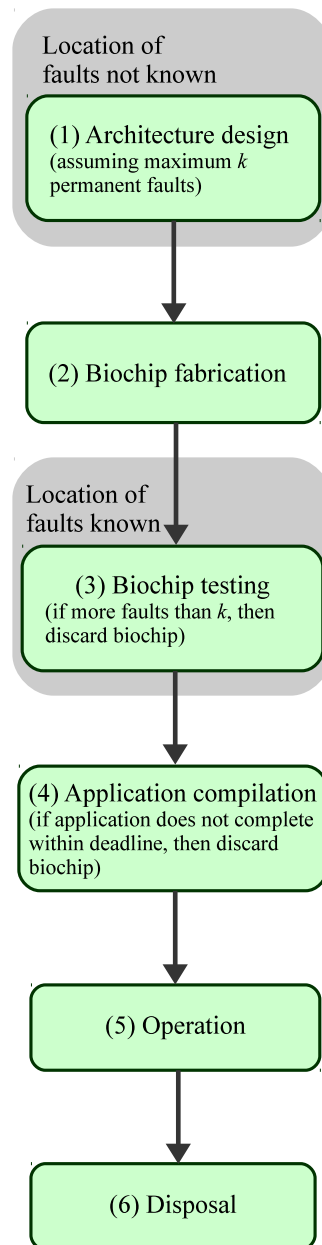 Location of
faults not known
(1) Architecture design
(assuming maximum k
permanent faults)
(2) Biochip fabrication
Location of
faults known
(3) Biochip testing
(if more faults than k, then
discard biochip)
(4) Application compilation
(if application does not complete
within deadline, then discard
biochip)
(5) Operation
(6) Disposal